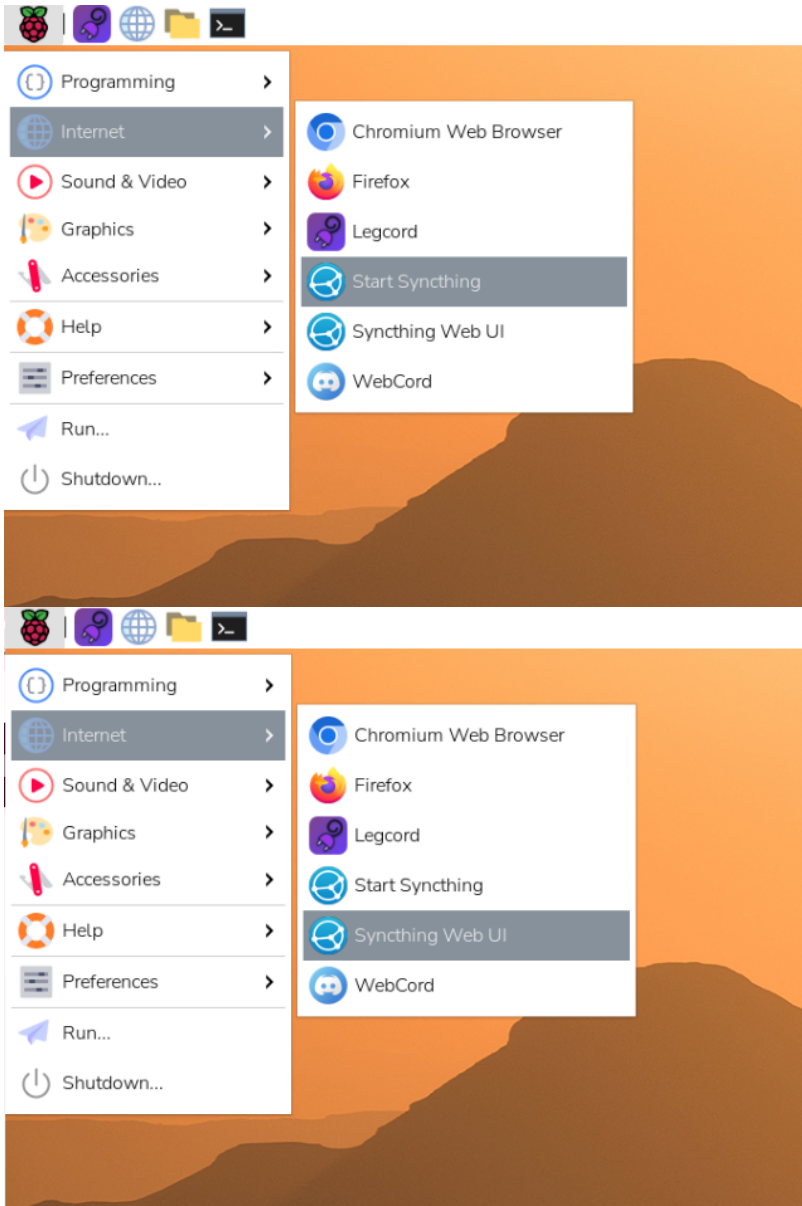 Programming
Internet
Sound & Video
Graphics
Accessories
Help
Preferences
Run...
Shutdown...
Chromium Web Browser
Firefox
Legcord
Start Syncthing
Syncthing Web UI
WebCord
Programming
Internet
Sound & Video
Graphics
Accessories
Help
Preferences
Run...
Shutdown...
Chromium Web Browser
Firefox
Legcord
Start Syncthing
Syncthing Web UI
WebCord